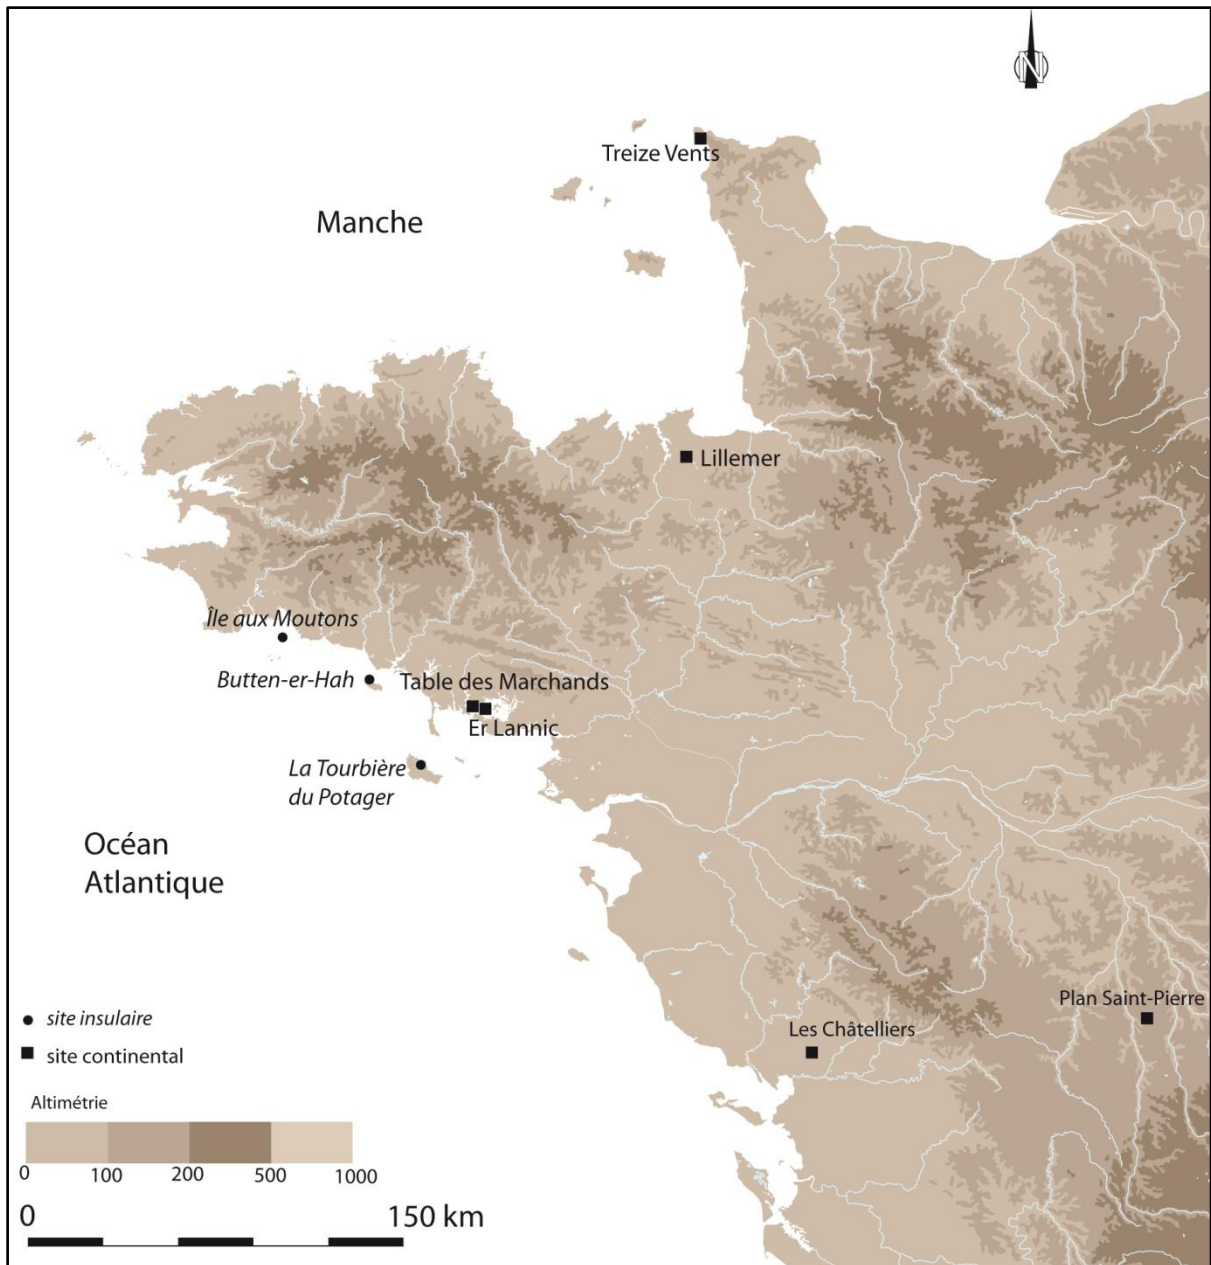 N
Treize Vents
Manche
Lillemer
Île aux Moutons
Butten-er-Hah
Table des Marchands
Er Lannic
La Tourbière
du Potager
Océan
Atlantique
Plan Saint-Pierre
Les Châtelliers
site insulaire
site continental
Altimétrie
0 100 200 500 1000
0 150 km